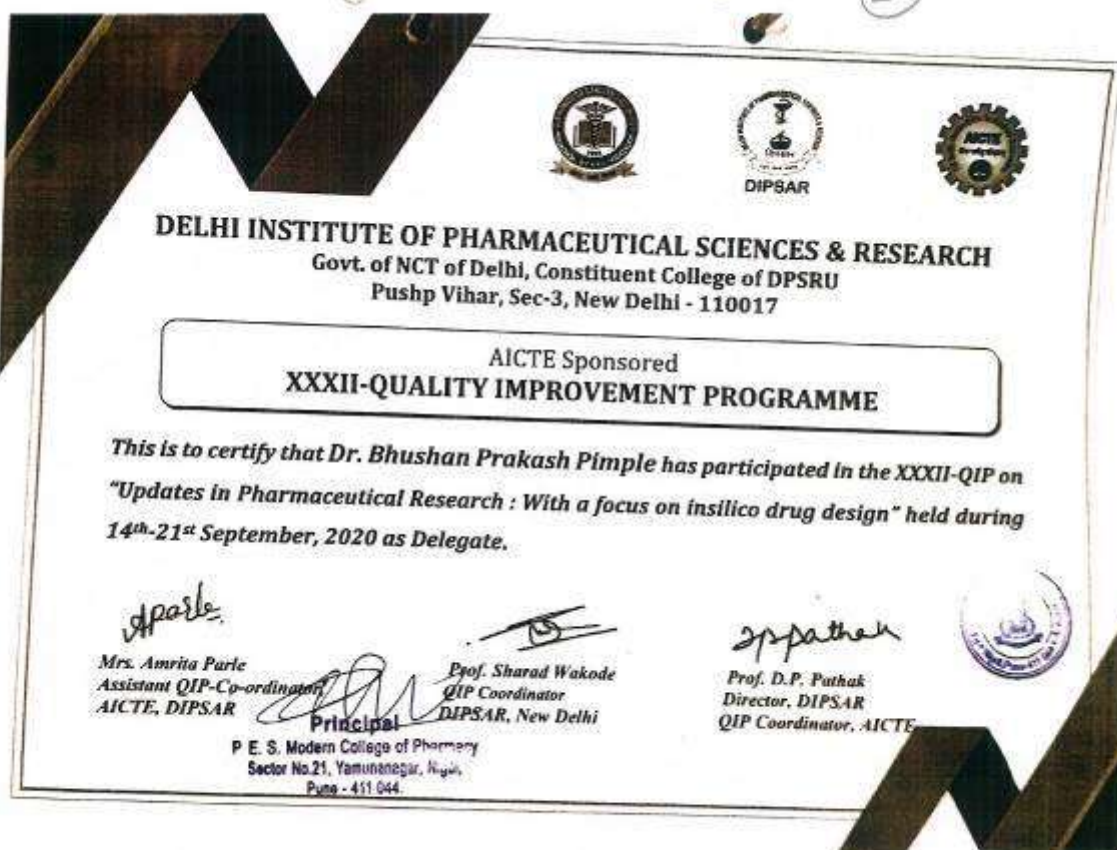 DIPSAR
AICTE
DELHI INSTITUTE OF PHARMACEUTICAL SCIENCES & RESEARCH
Govt. of NCT of Delhi, Constituent College of DPSRU
Pushp Vihar, Sec-3, New Delhi - 110017
AICTE Sponsored
XXXII-QUALITY IMPROVEMENT PROGRAMME
This is to certify that Dr. Bhushan Prakash Pimple has participated in the XXXII-QIP on
"Updates in Pharmaceutical Research : With a focus on insilico drug design" held during
14th-21st September, 2020 as Delegate.
AParle
Mrs. Amrita Parle
Assistant QIP-Co-ordinator
AICTE, DIPSAR
Prof. Sharad Wakode
QIP Coordinator
DIPSAR, New Delhi
dppathak
Prof. D.P. Pathak
Director, DIPSAR
QIP Coordinator, AICTE
Principal
P. E. S. Modern College of Pharmacy
Sector No.21, Yamunanagar, Nigdi,
Pune - 411 044.